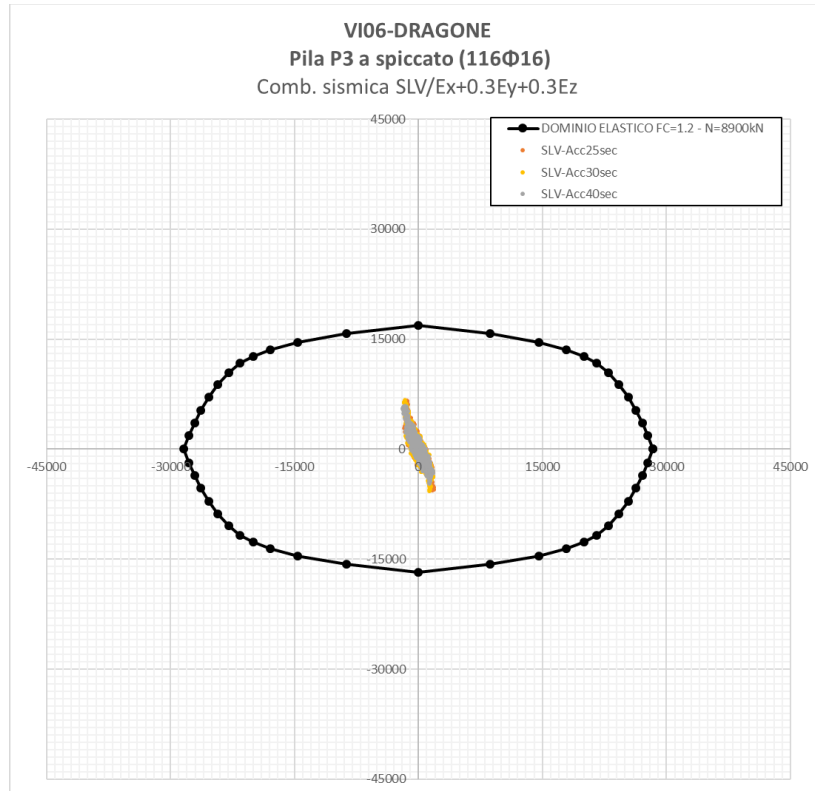 VI06-DRAGONE
Pila P3 a spiccato (116Φ16)
Comb. sismica SLV/Ex+0.3Ey+0.3Ez
45000
DOMINIO ELASTICO FC=1.2 - N=8900kN
SLV-Acc25sec
SLV-Acc30sec
SLV-Acc40sec
30000
15000
0
-45000
-30000
-15000
0
15000
30000
45000
-15000
-30000
-45000